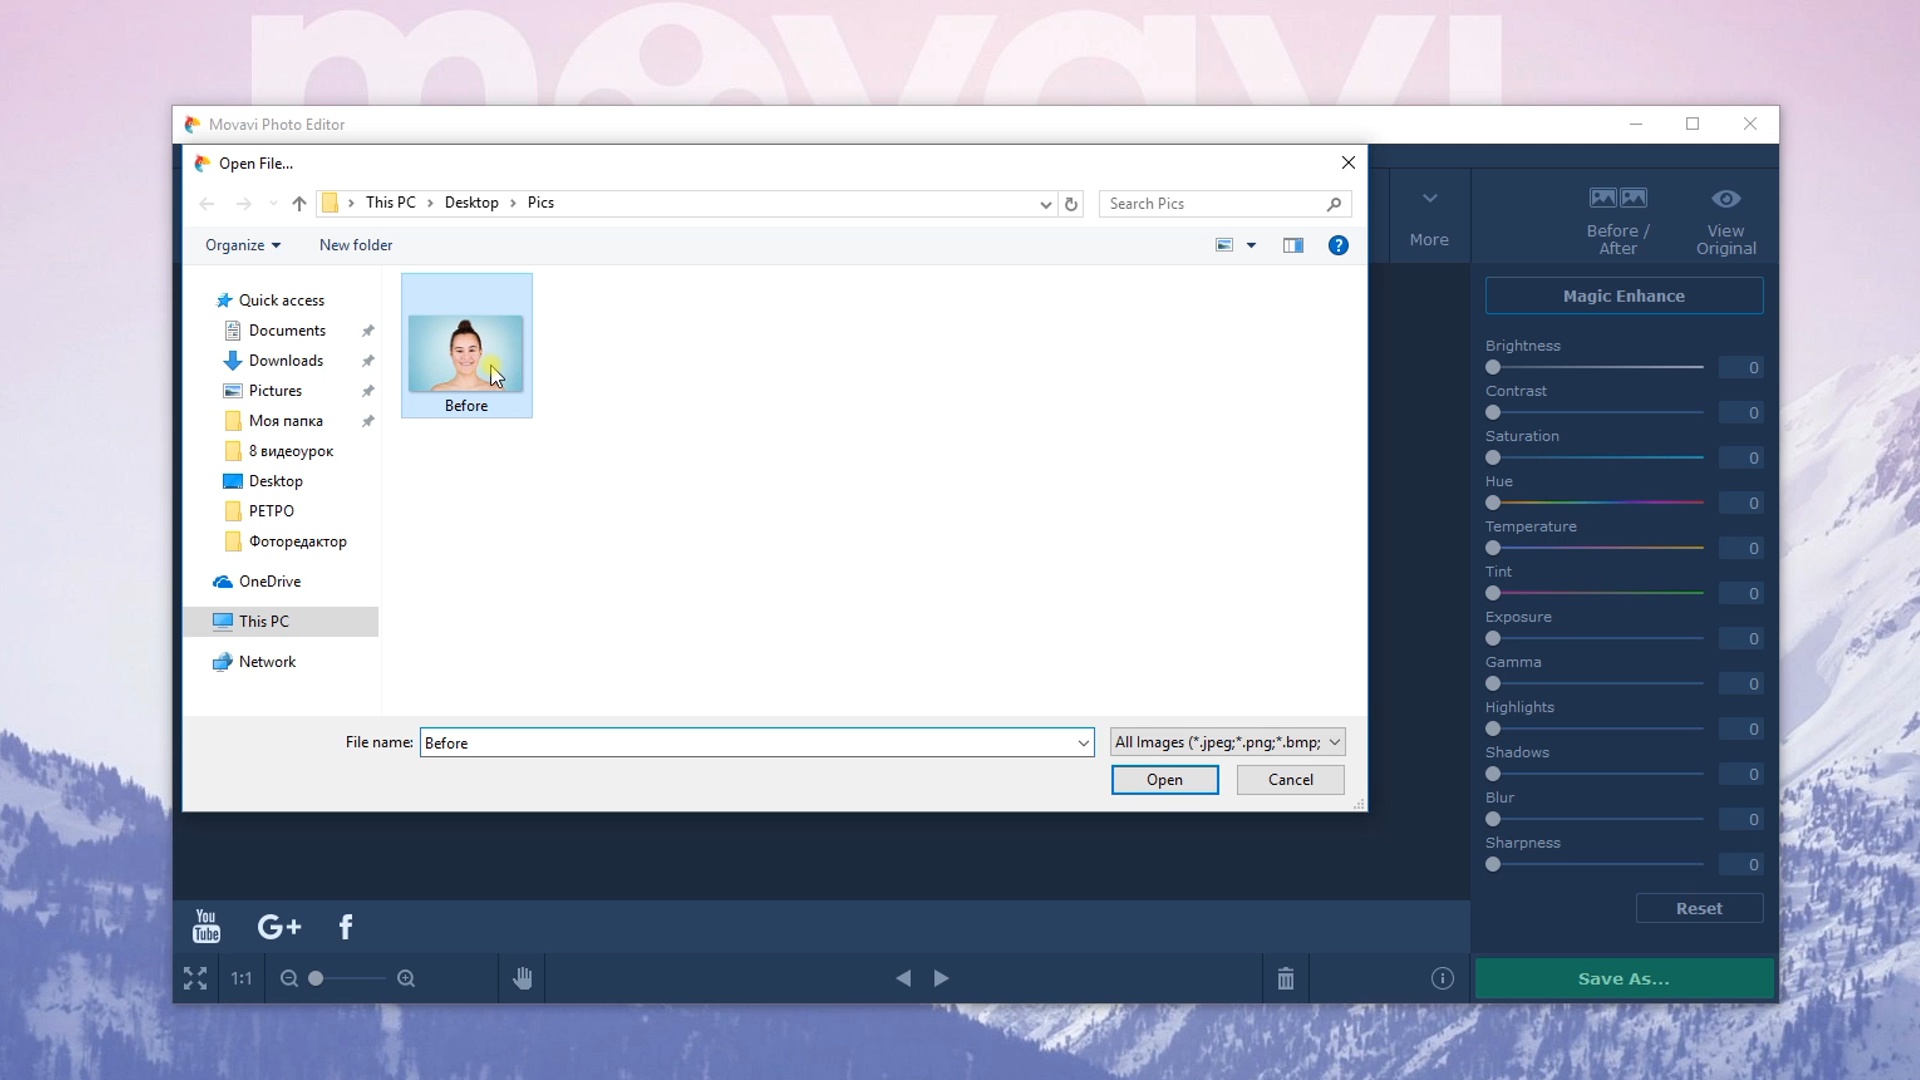 movavi
Movavi Photo Editor
Open File...
This PC > Desktop > Pics
Search Pics
Organize
New folder
?
Quick access
Documents
Downloads
Pictures
Моя папка
8 видеоурок
Desktop
РЕТРО
Фоторедактор
OneDrive
This PC
Network
Before
File name:
Before
All Images (*.jpeg;*.png;*.bmp;
Open
Cancel
More
Before /
After
View
Original
Magic Enhance
Brightness
0
Contrast
0
Saturation
0
Hue
0
Temperature
0
Tint
0
Exposure
0
Gamma
0
Highlights
0
Shadows
0
Blur
0
Sharpness
0
Reset
You
Tube
G+
f
1:1
i
Save As...